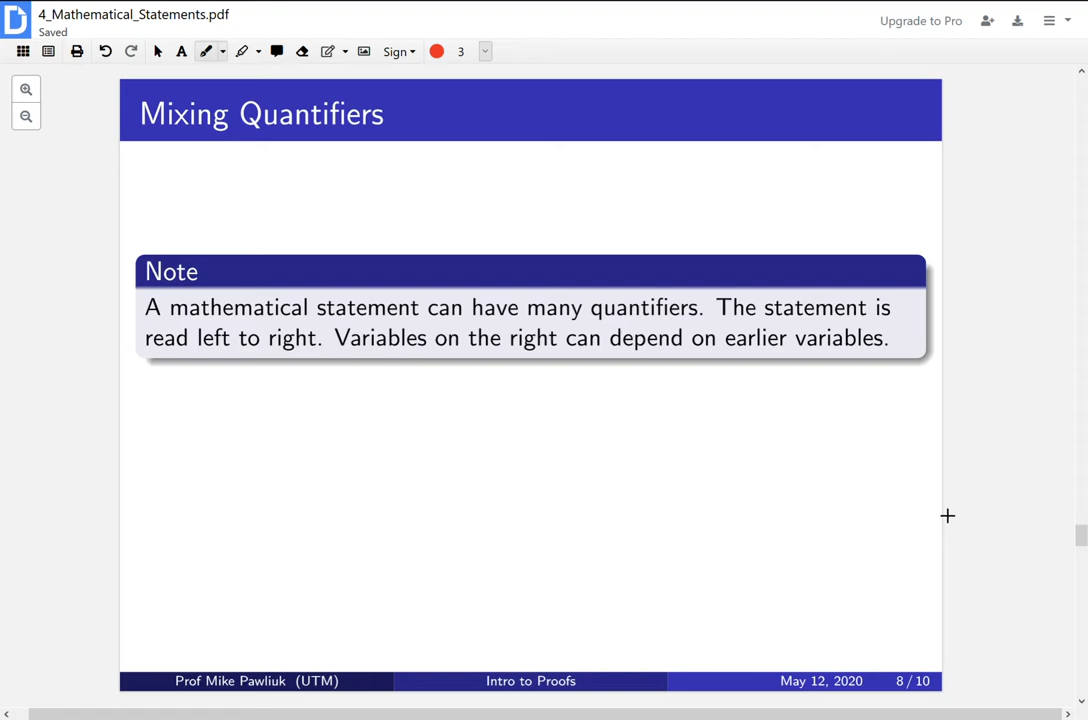 4_Mathematical_Statements.pdf
Saved
Upgrade to Pro
A
Sign
3
Mixing Quantifiers
Note
A mathematical statement can have many quantifiers. The statement is
read left to right. Variables on the right can depend on earlier variables.
Prof Mike Pawliuk (UTM) Intro to Proofs May 12, 2020 8 / 10